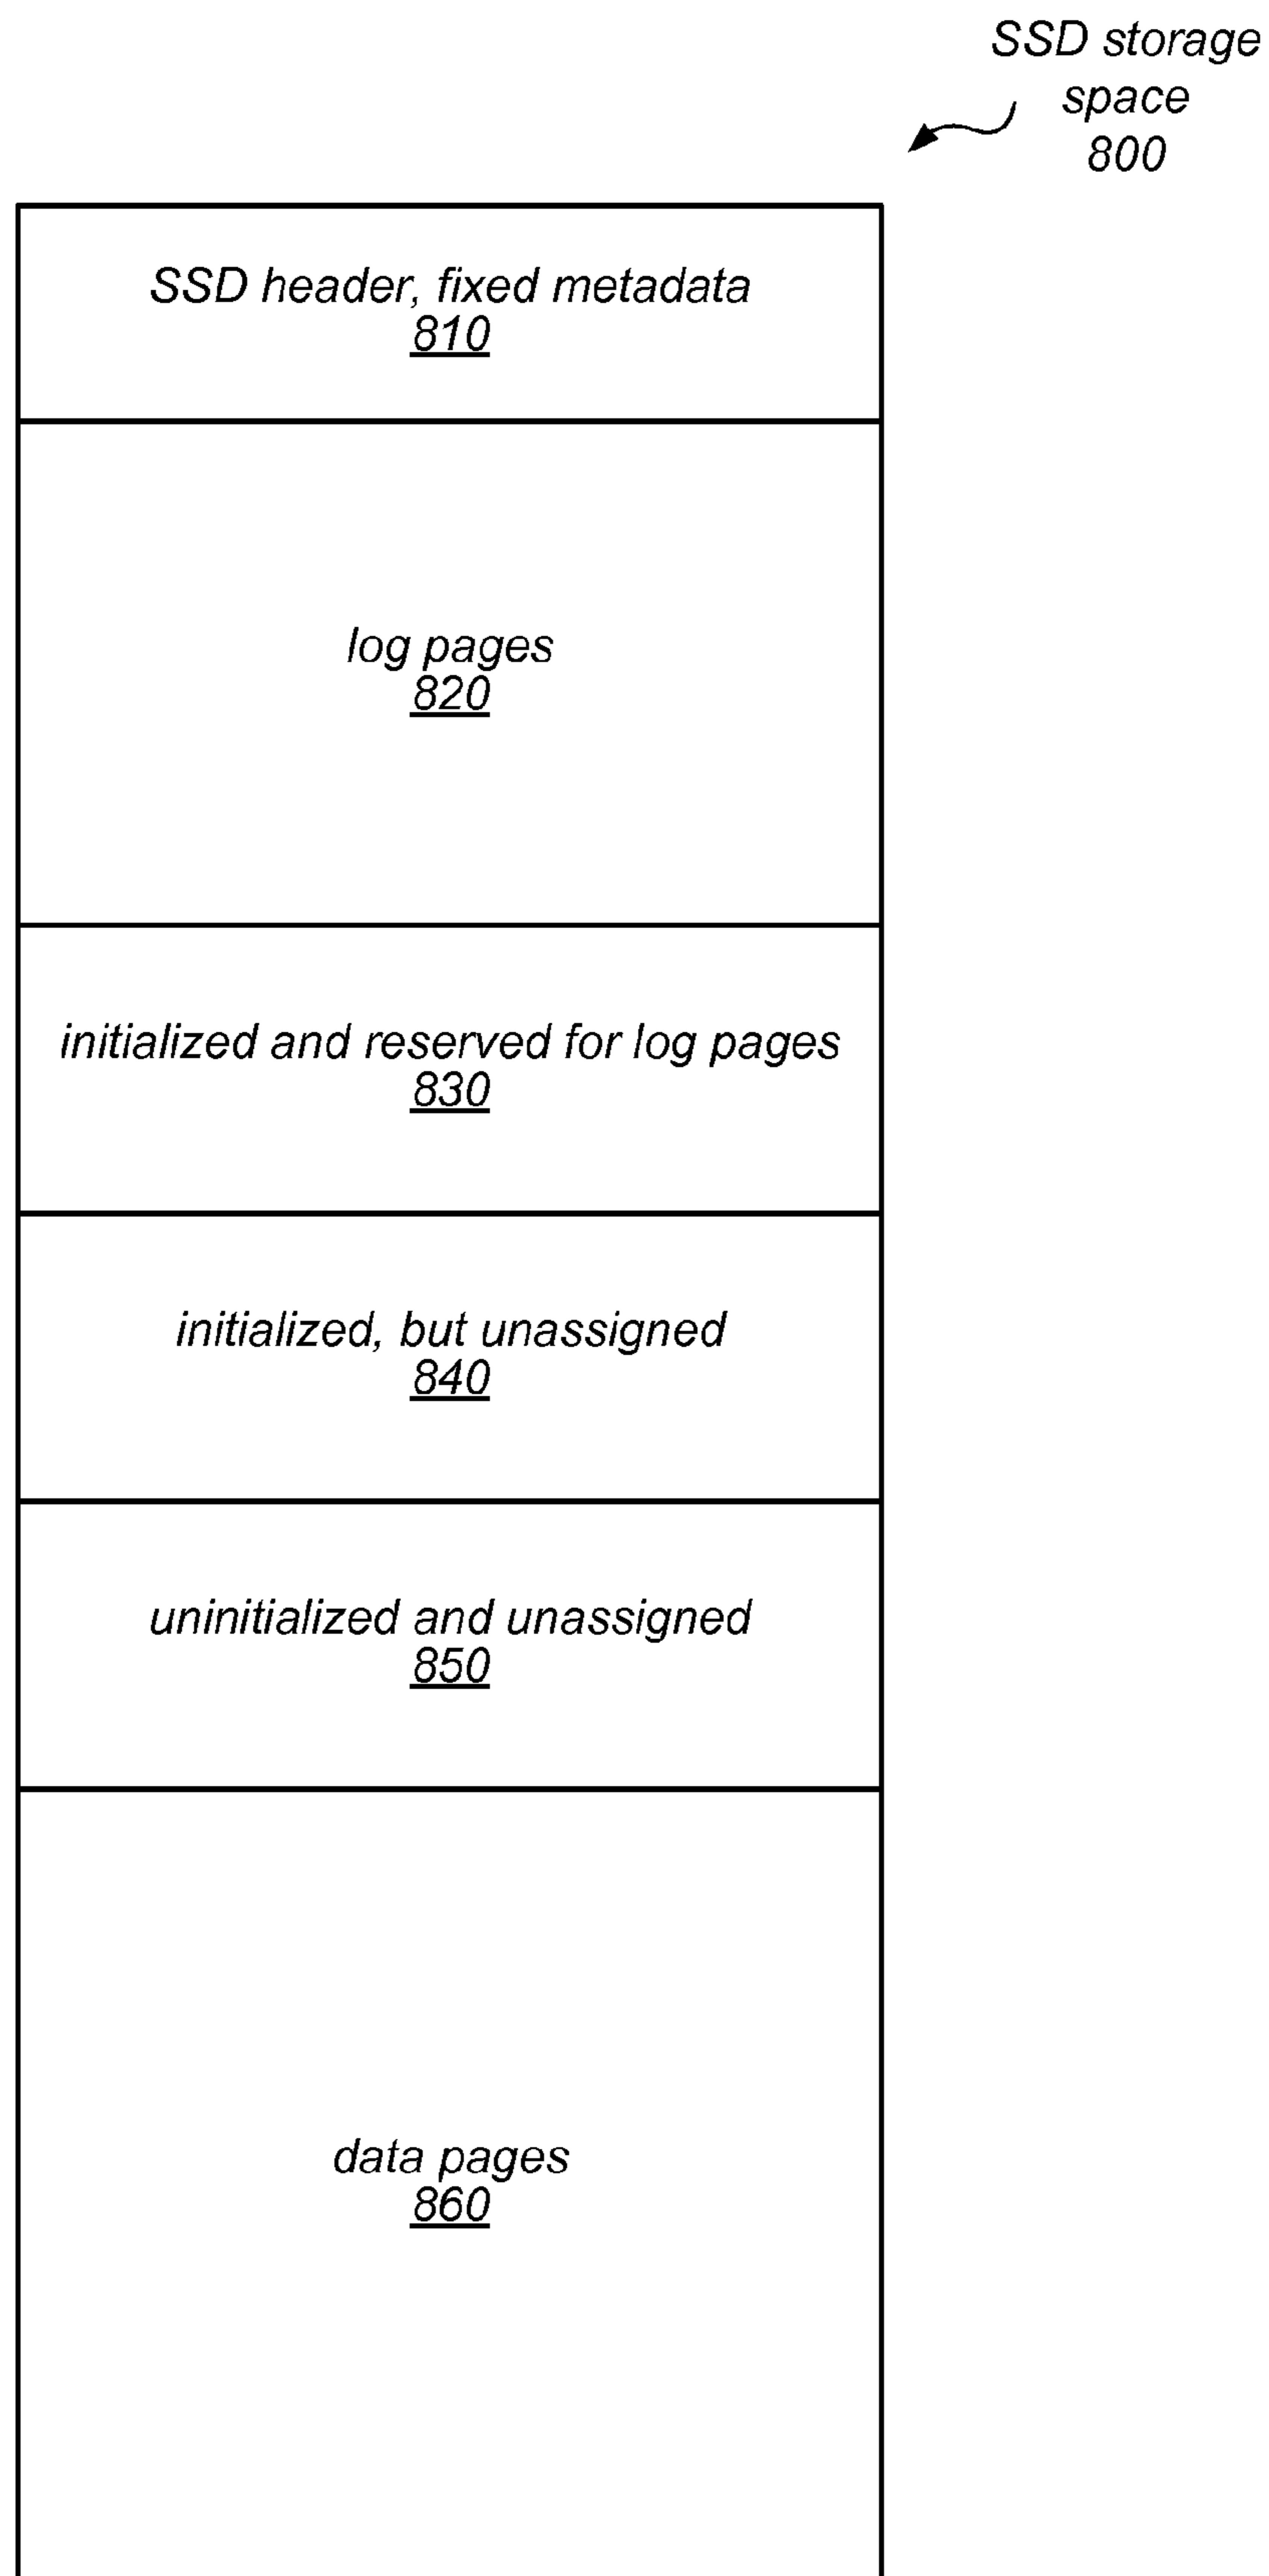 SSD storage
space
800
SSD header, fixed metadata
810
log pages
820
initialized and reserved for log pages
830
initialized, but unassigned
840
uninitialized and unassigned
850
data pages
860